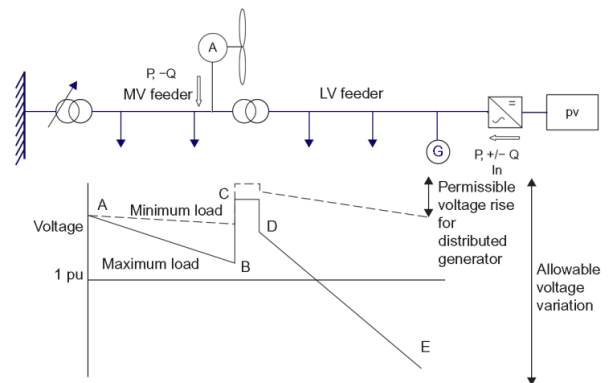 A
P, −Q
MV feeder
LV feeder
=
pv
G
P, +/− Q
In
A
C
Minimum load
Permissible
voltage rise
for
distributed
generator
Voltage
D
Maximum load
B
1 pu
Allowable
voltage
variation
E